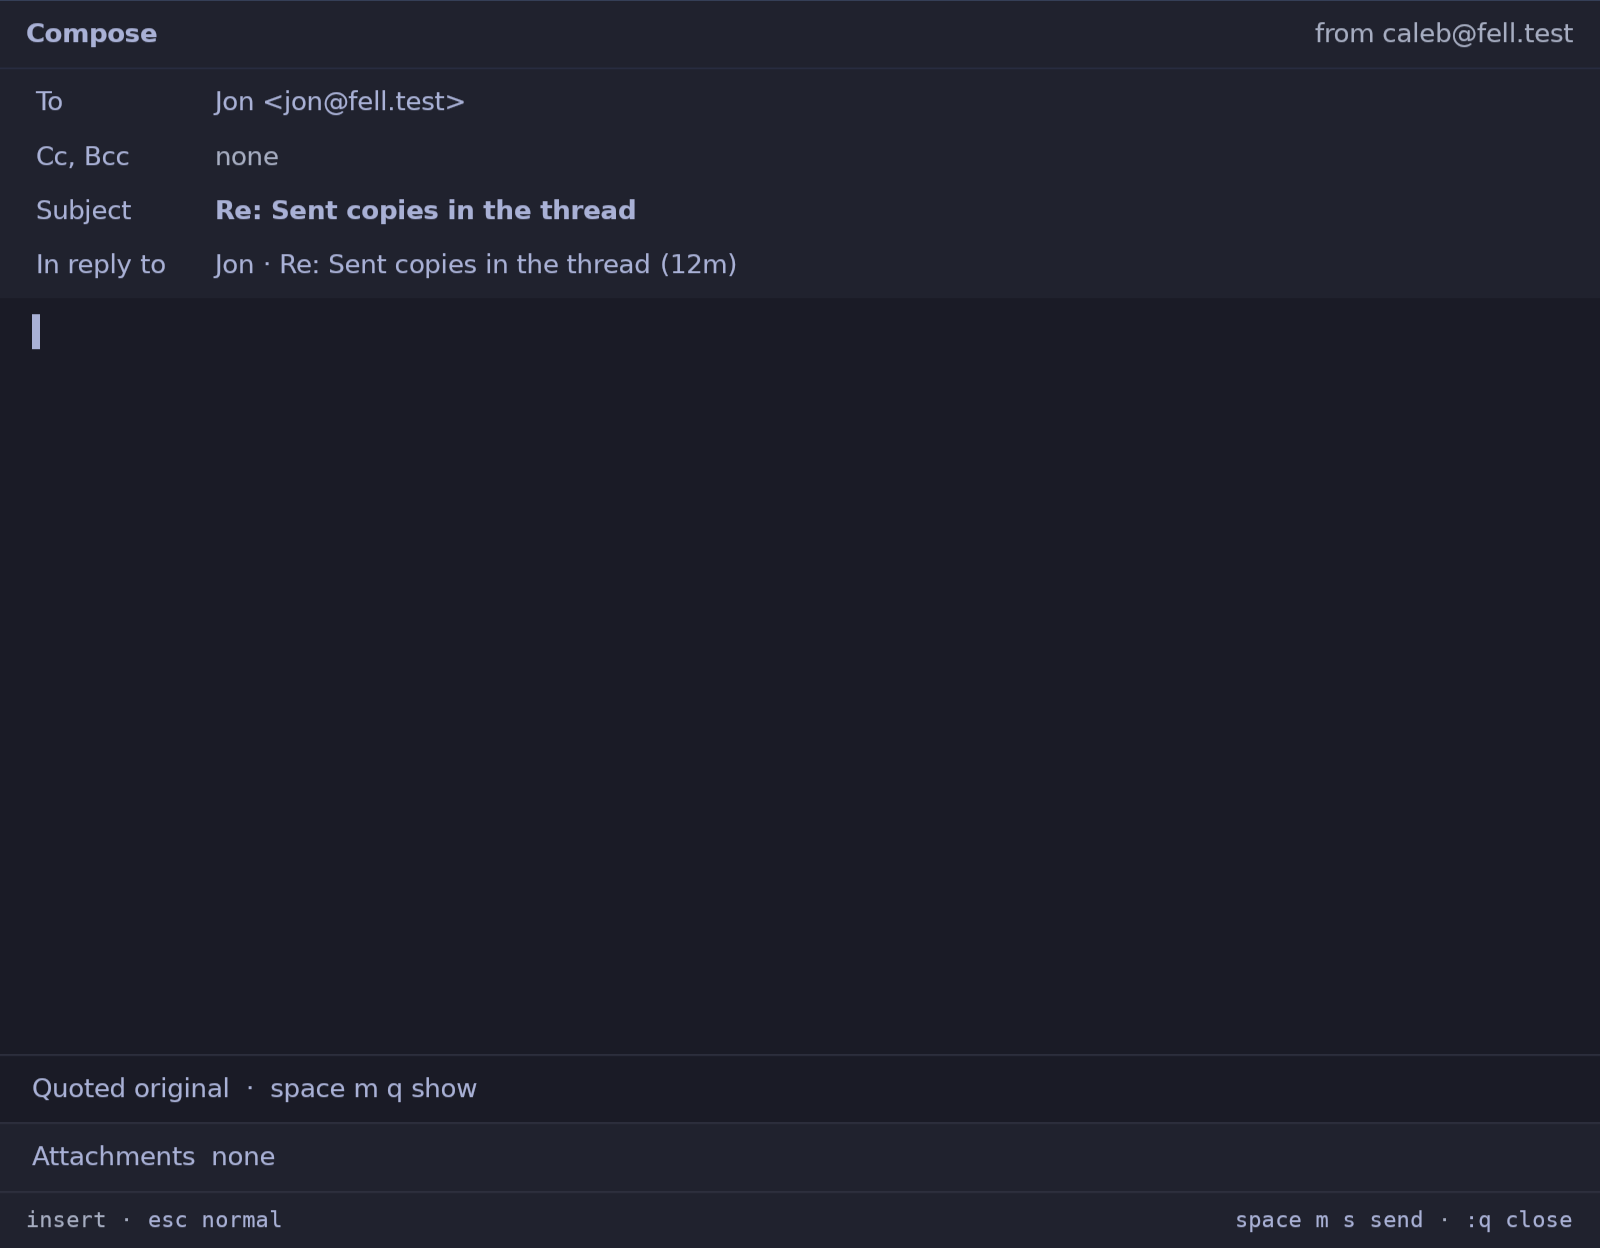 Compose from caleb@fell.test
To Jon <jon@fell.test>
Cc, Bcc none
Subject Re: Sent copies in the thread
In reply to Jon · Re: Sent copies in the thread (12m)
Quoted original · space m q show
Attachments none
insert · esc normal space m s send · :q close